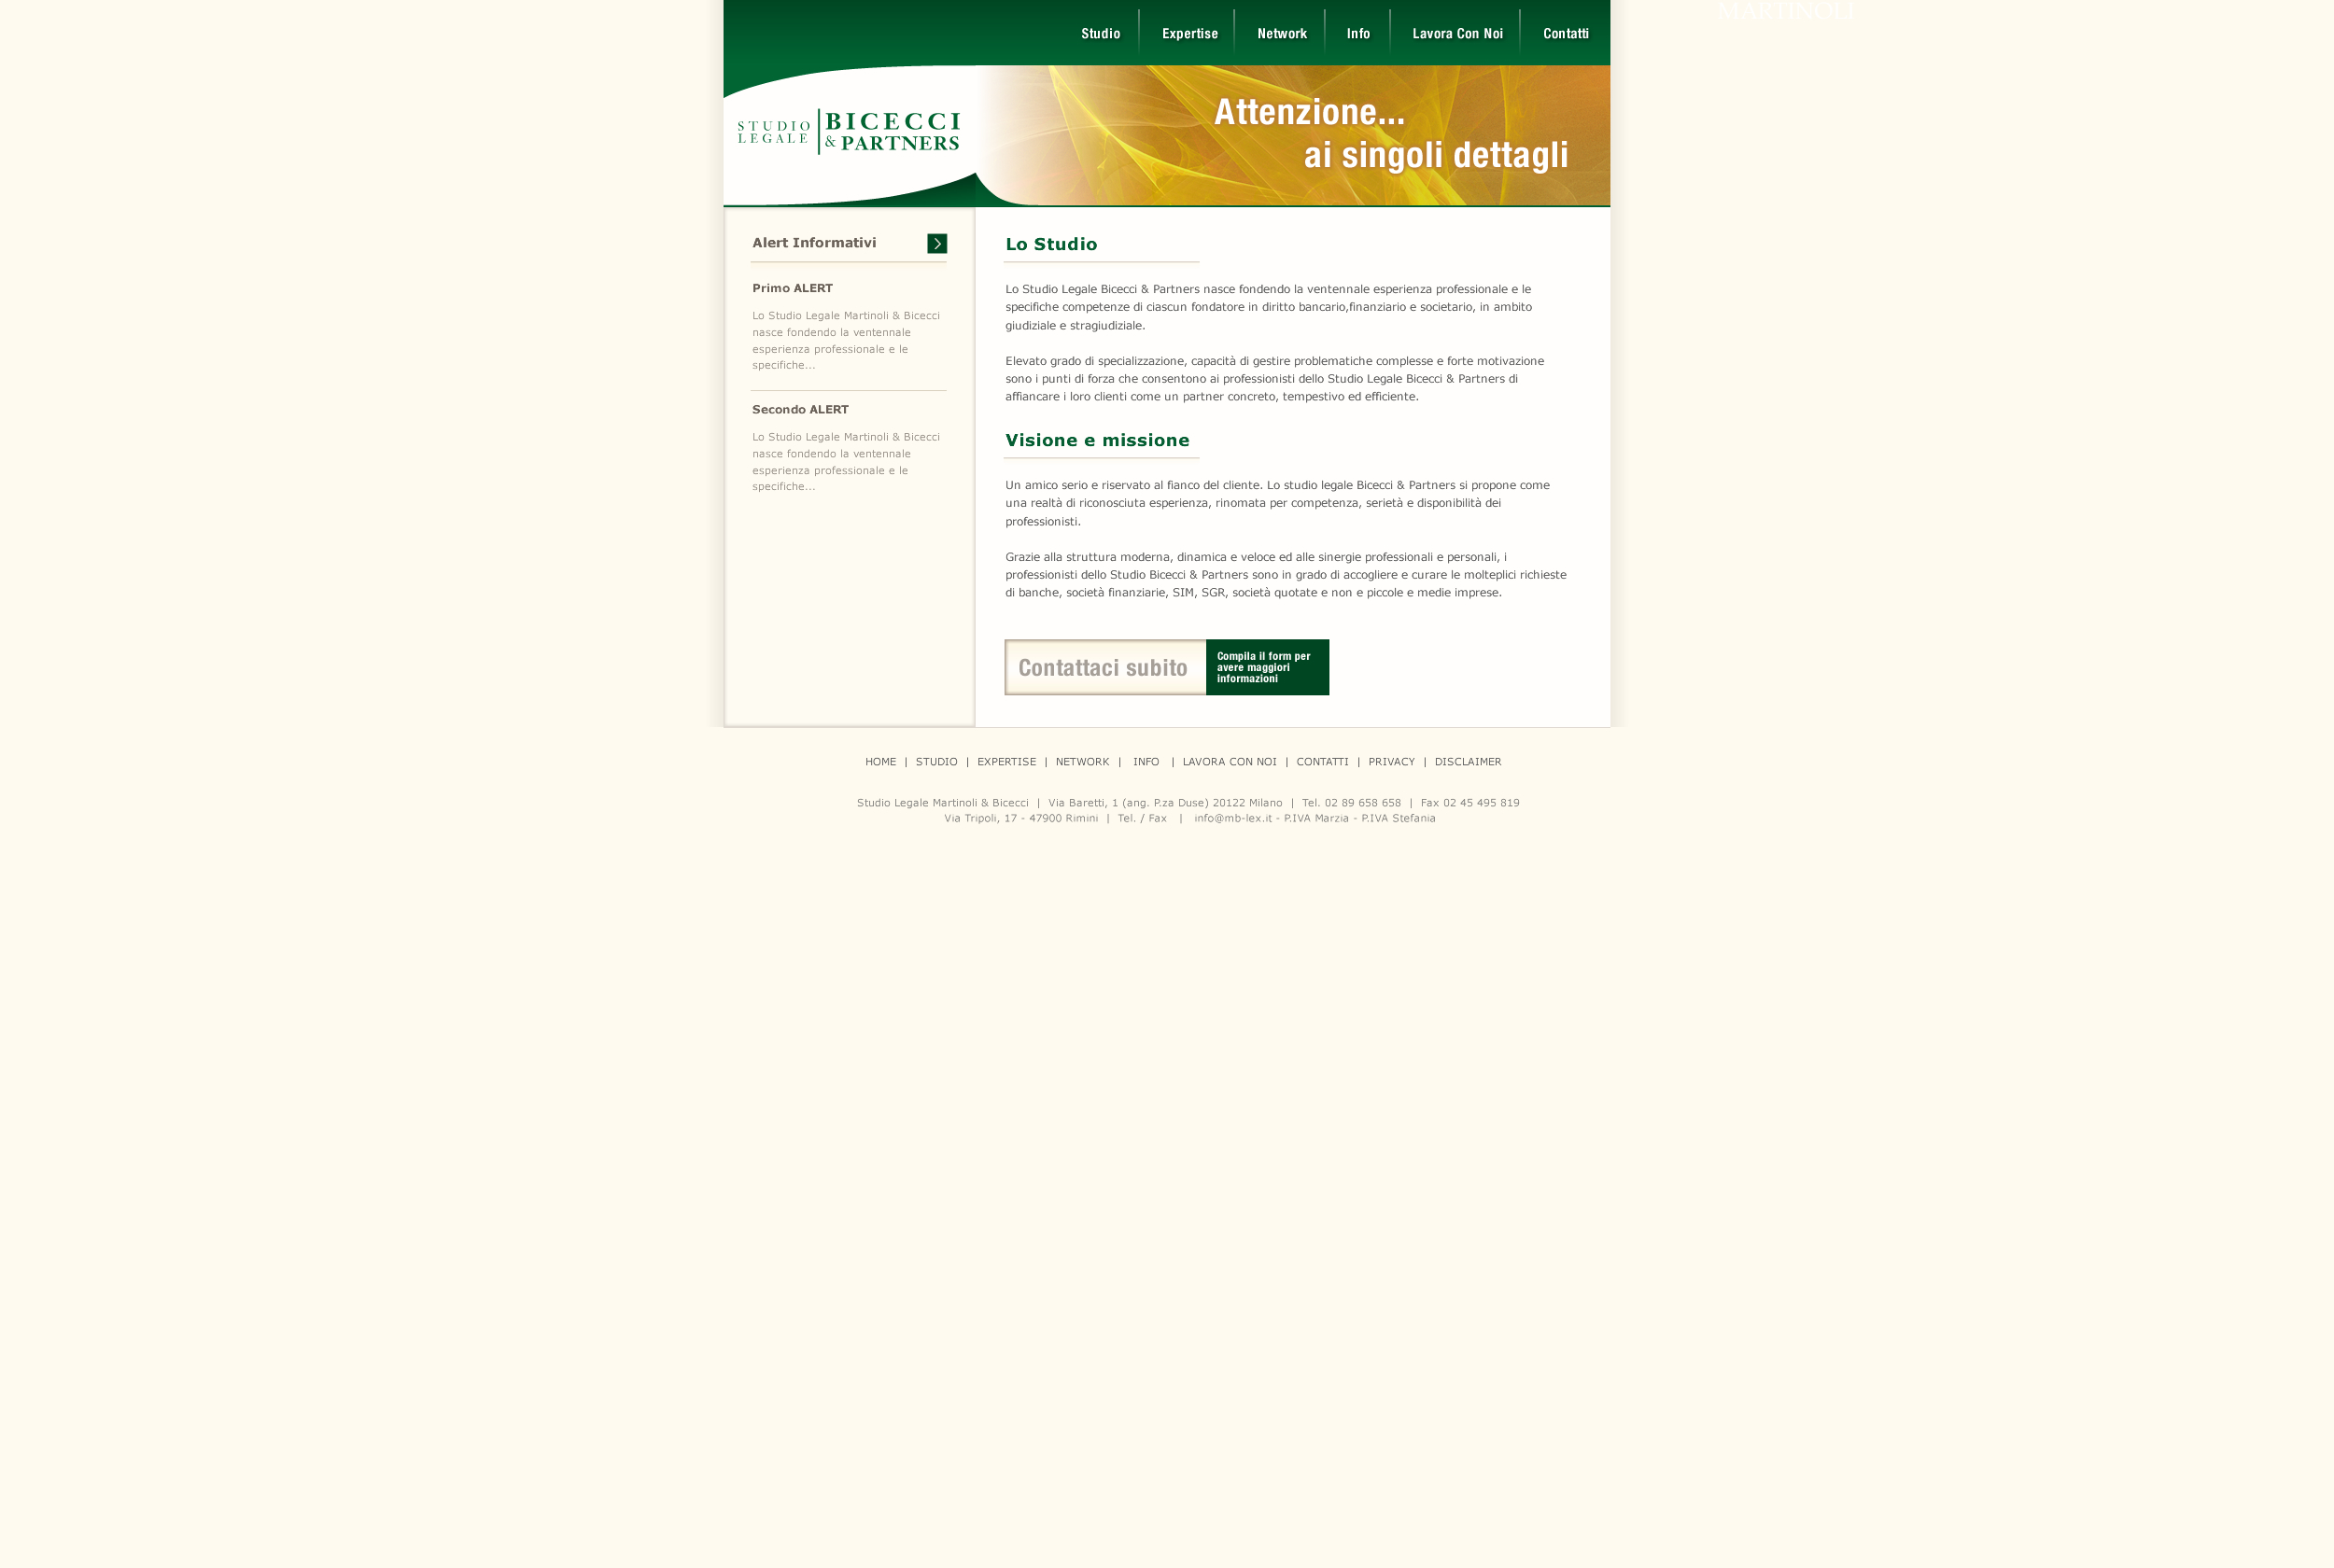 Studio
Expertise
Network
Info
Lavora Con Noi
Contatti
MARTINOLI
STUDIO
LEGALE
BICECCI
& PARTNERS
Attenzione...
ai singoli dettagli
Alert Informativi
Primo ALERT
Lo Studio Legale Martinoli & Bicecci
nasce fondendo la ventennale
esperienza professionale e le
specifiche...
Secondo ALERT
Lo Studio Legale Martinoli & Bicecci
nasce fondendo la ventennale
esperienza professionale e le
specifiche...
Lo Studio
Lo Studio Legale Bicecci & Partners nasce fondendo la ventennale esperienza professionale e le
specifiche competenze di ciascun fondatore in diritto bancario,finanziario e societario, in ambito
giudiziale e stragiudiziale.
Elevato grado di specializzazione, capacità di gestire problematiche complesse e forte motivazione
sono i punti di forza che consentono ai professionisti dello Studio Legale Bicecci & Partners di
affiancare i loro clienti come un partner concreto, tempestivo ed efficiente.
Visione e missione
Un amico serio e riservato al fianco del cliente. Lo studio legale Bicecci & Partners si propone come
una realtà di riconosciuta esperienza, rinomata per competenza, serietà e disponibilità dei
professionisti.
Grazie alla struttura moderna, dinamica e veloce ed alle sinergie professionali e personali, i
professionisti dello Studio Bicecci & Partners sono in grado di accogliere e curare le molteplici richieste
di banche, società finanziarie, SIM, SGR, società quotate e non e piccole e medie imprese.
Contattaci subito
Compila il form per
avere maggiori
informazioni
HOME | STUDIO | EXPERTISE | NETWORK | INFO | LAVORA CON NOI | CONTATTI | PRIVACY | DISCLAIMER
Studio Legale Martinoli & Bicecci | Via Baretti, 1 (ang. P.za Duse) 20122 Milano | Tel. 02 89 658 658 | Fax 02 45 495 819
Via Tripoli, 17 - 47900 Rimini | Tel. / Fax | info@mb-lex.it - P.IVA Marzia - P.IVA Stefania